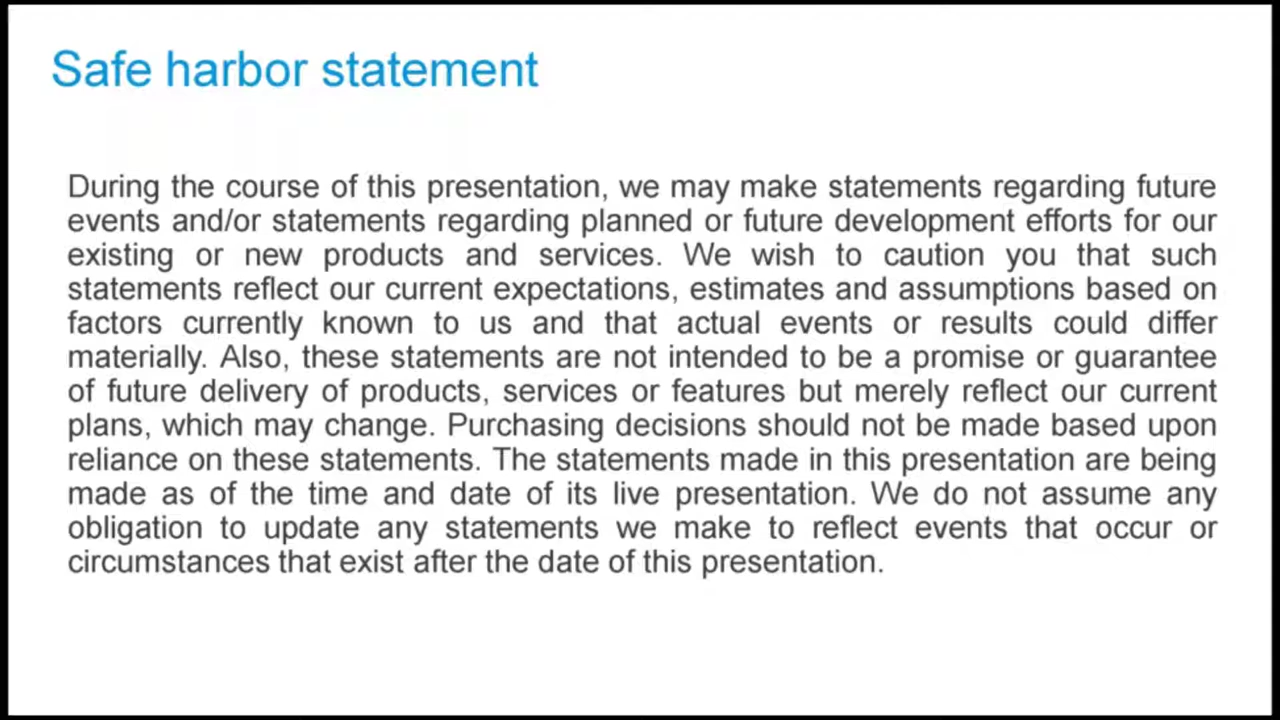 Safe harbor statement
During the course of this presentation, we may make statements regarding future
events and/or statements regarding planned or future development efforts for our
existing or new products and services. We wish to caution you that such
statements reflect our current expectations, estimates and assumptions based on
factors currently known to us and that actual events or results could differ
materially. Also, these statements are not intended to be a promise or guarantee
of future delivery of products, services or features but merely reflect our current
plans, which may change. Purchasing decisions should not be made based upon
reliance on these statements. The statements made in this presentation are being
made as of the time and date of its live presentation. We do not assume any
obligation to update any statements we make to reflect events that occur or
circumstances that exist after the date of this presentation.